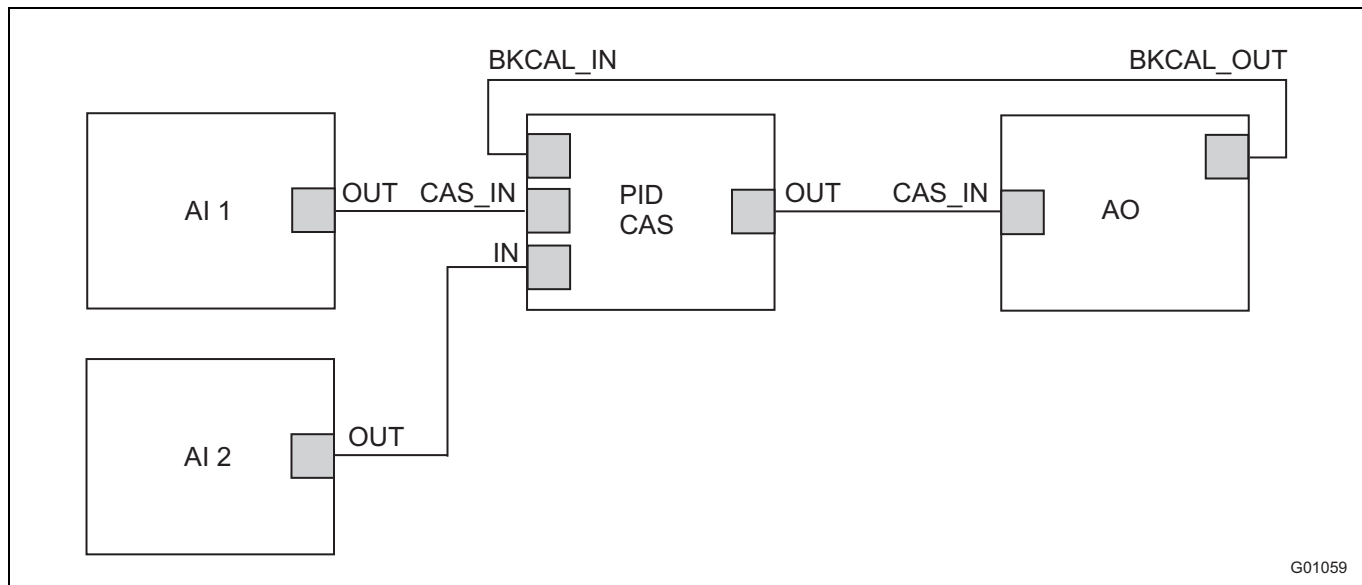 BKCAL_IN BKCAL_OUT
AI 1
OUT CAS_IN
PID
CAS
OUT CAS_IN
AO
IN
AI 2
OUT
G01059